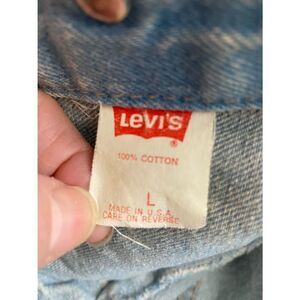 Levi's
®
100% COTTON
L
MADE IN U.S.A.
CARE ON REVERSE